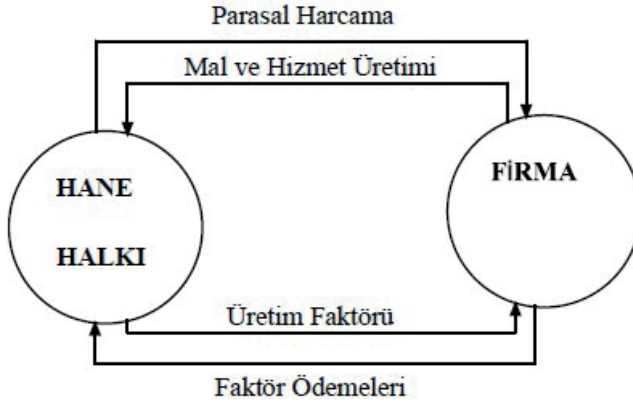 Parasal Harcama
Mal ve Hizmet Üretimi
HANE
HALKI
FİRMA
Üretim Faktörü
Faktör Ödemeleri